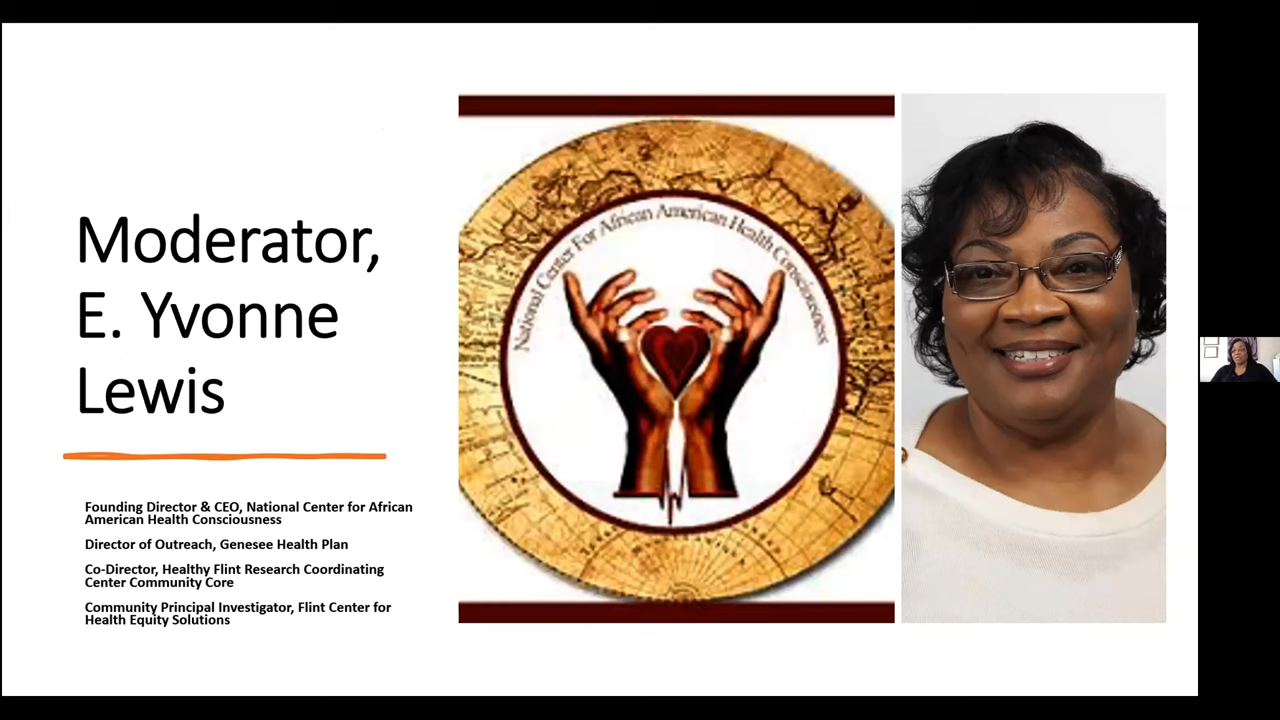 Moderator,
E. Yvonne
Lewis
Founding Director & CEO, National Center for African
American Health Consciousness
Director of Outreach, Genesee Health Plan
Co-Director, Healthy Flint Research Coordinating
Center Community Core
Community Principal Investigator, Flint Center for
Health Equity Solutions
National Center For African American Health Consciousness